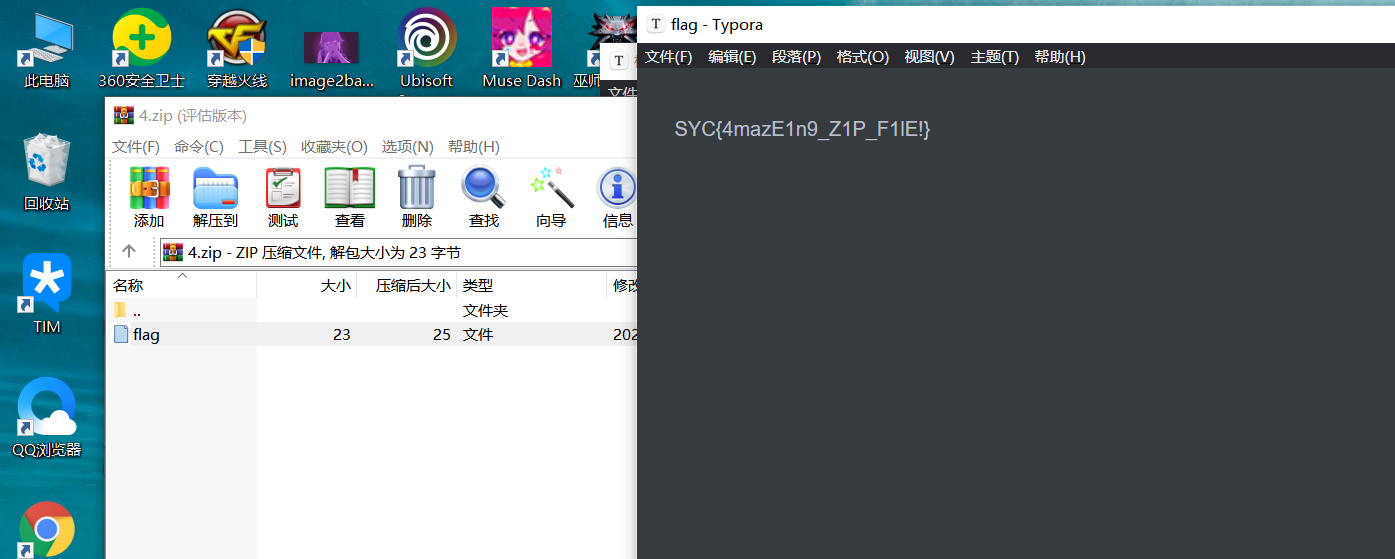 此电脑
360安全卫士
穿越火线
image2ba...
Ubisoft
Muse Dash
巫师
回收站
TIM
QQ浏览器
4.zip (评估版本)
文件(F) 命令(C) 工具(S) 收藏夹(O) 选项(N) 帮助(H)
添加 解压到 测试 查看 删除 查找 向导 信息
4.zip - ZIP 压缩文件, 解包大小为 23 字节
名称 大小 压缩后大小 类型 修改
.. 文件夹
flag 23 25 文件 202
文件
flag - Typora
文件(F) 编辑(E) 段落(P) 格式(O) 视图(V) 主题(T) 帮助(H)
SYC{4mazE1n9_Z1P_F1lE!}